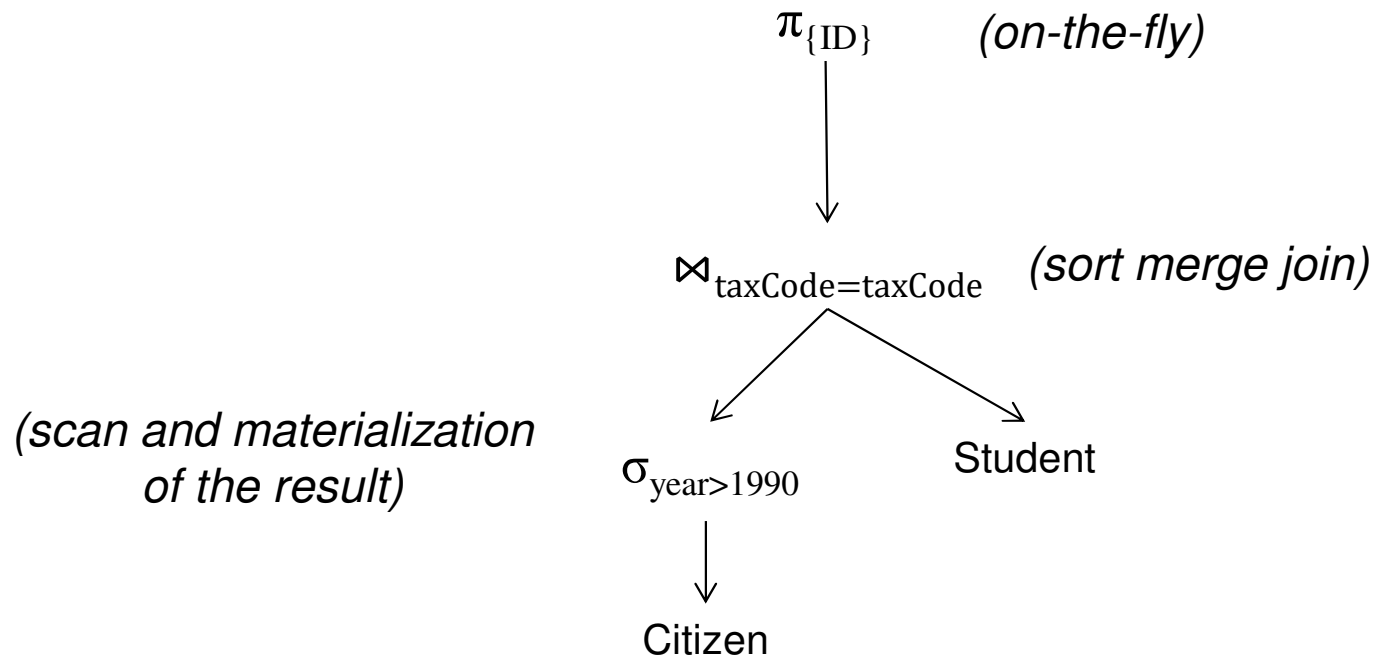 π{ID} (on-the-fly)
⋈taxCode=taxCode (sort merge join)
(scan and materialization
of the result)
σyear>1990
Student
Citizen